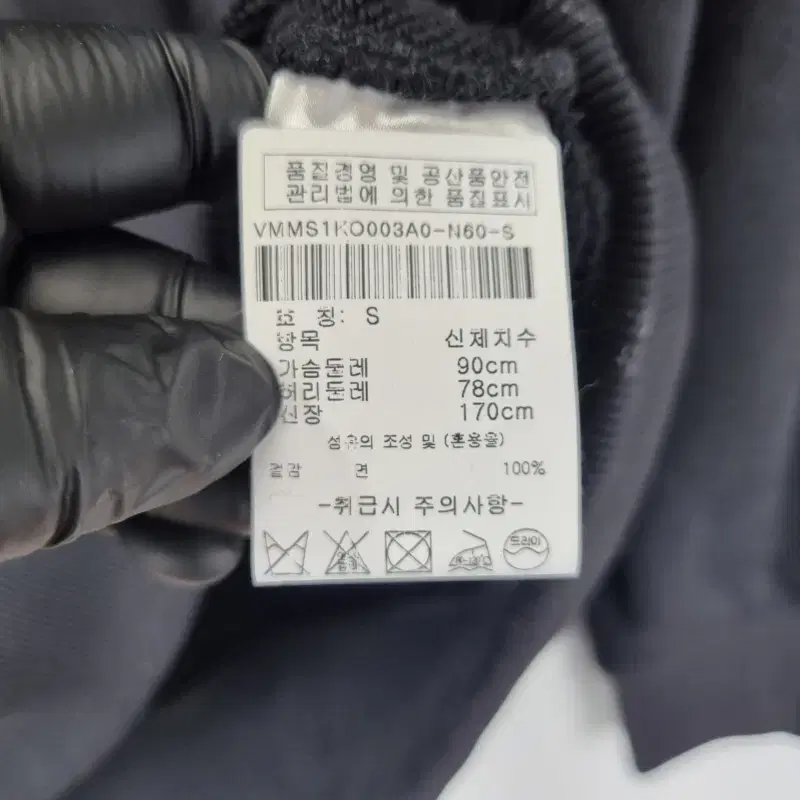 품질경영 및 공산품안전
관리법에 의한 품질표시
VMMS1KO003A0-N60-S
호 칭: S
항목 신체치수
가슴둘레 90cm
허리둘레 78cm
신장 170cm
섬유의 조성 및 (혼용율)
겉감 면 100%
-취급시 주의사항-
드라이